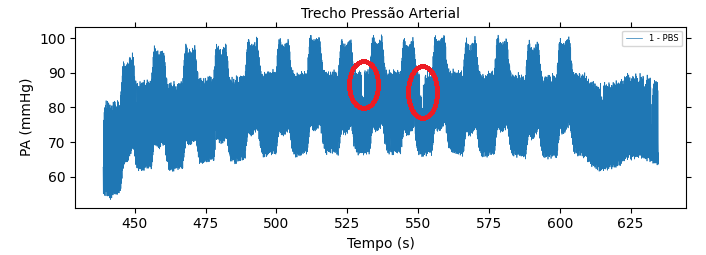 Trecho Pressão Arterial
1 - PBS
PA (mmHg)
100
90
80
70
60
450 475 500 525 550 575 600 625
Tempo (s)